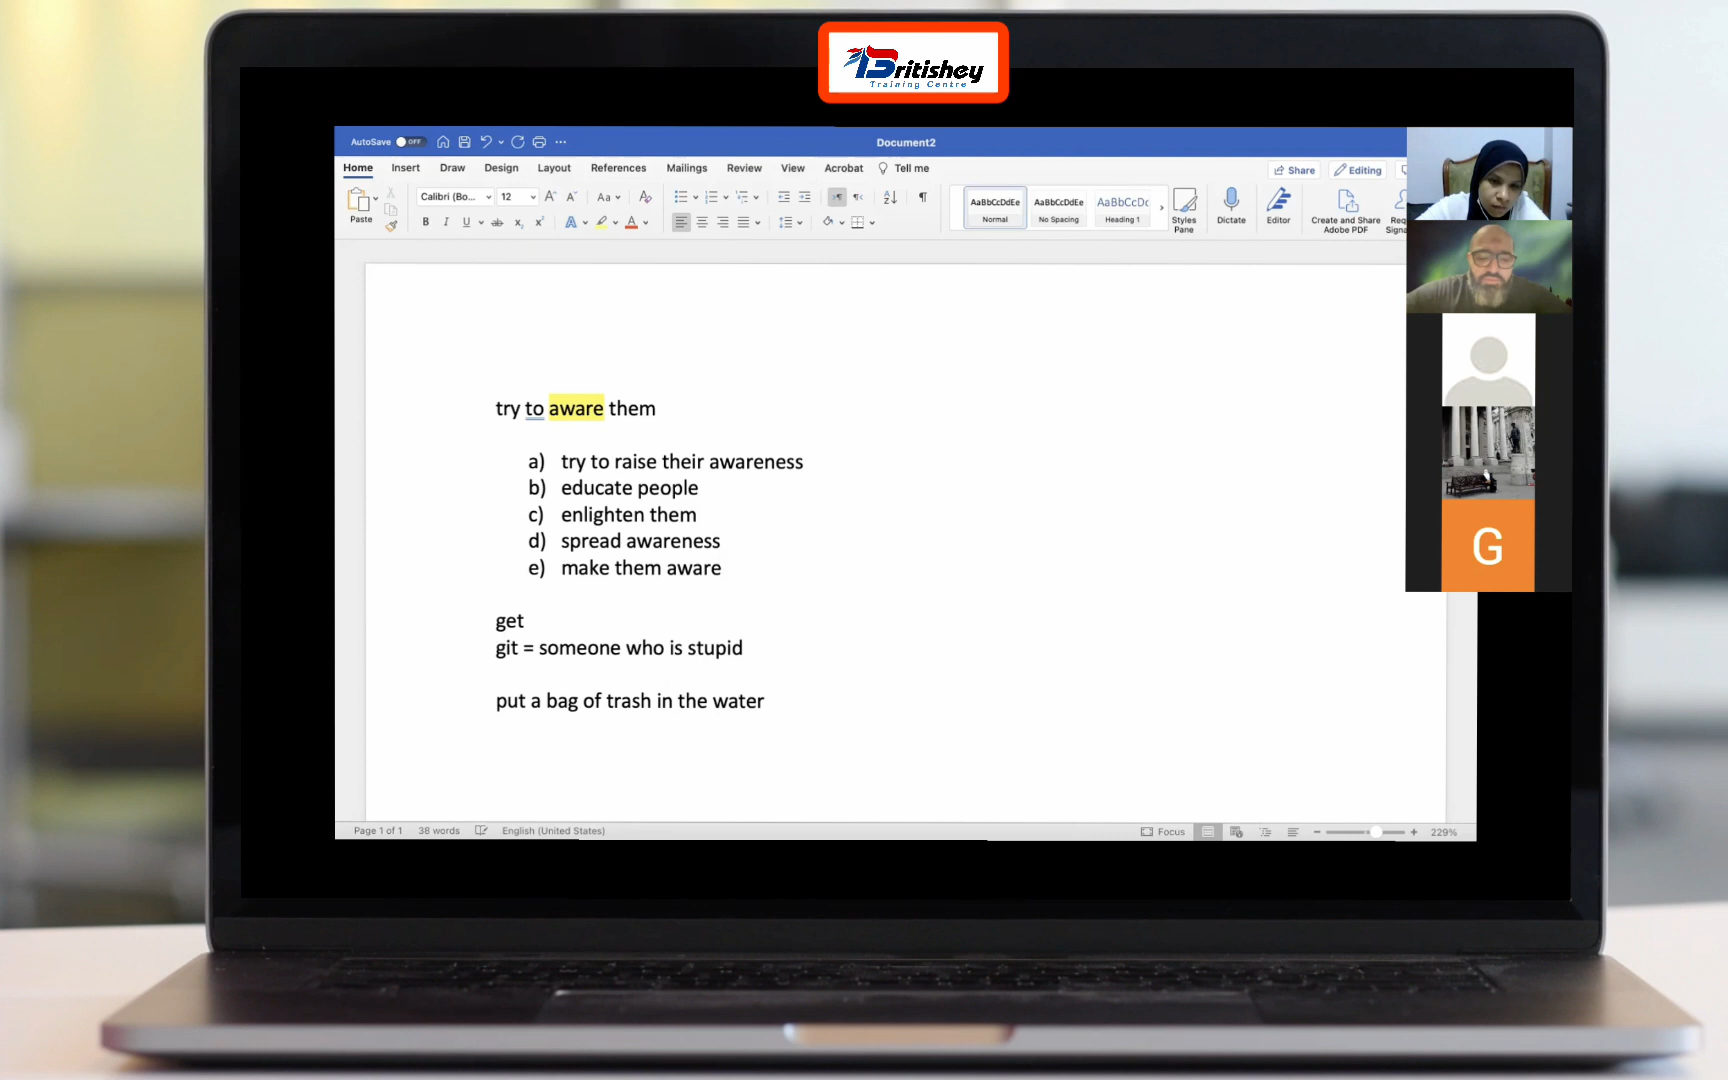 Britishey
Training Centre
AutoSave OFF
Document2
Home Insert Draw Design Layout References Mailings Review View Acrobat Tell me
Share Editing
Paste
Calibri (Bo... 12
AaBbCcDdEe AaBbCcDdEe AaBbCcDc
Normal No Spacing Heading 1
Styles Pane
Dictate
Editor
Create and Share Adobe PDF
try to aware them
a) try to raise their awareness
b) educate people
c) enlighten them
d) spread awareness
e) make them aware
get
git = someone who is stupid
put a bag of trash in the water
G
Page 1 of 1 38 words English (United States) Focus 229%